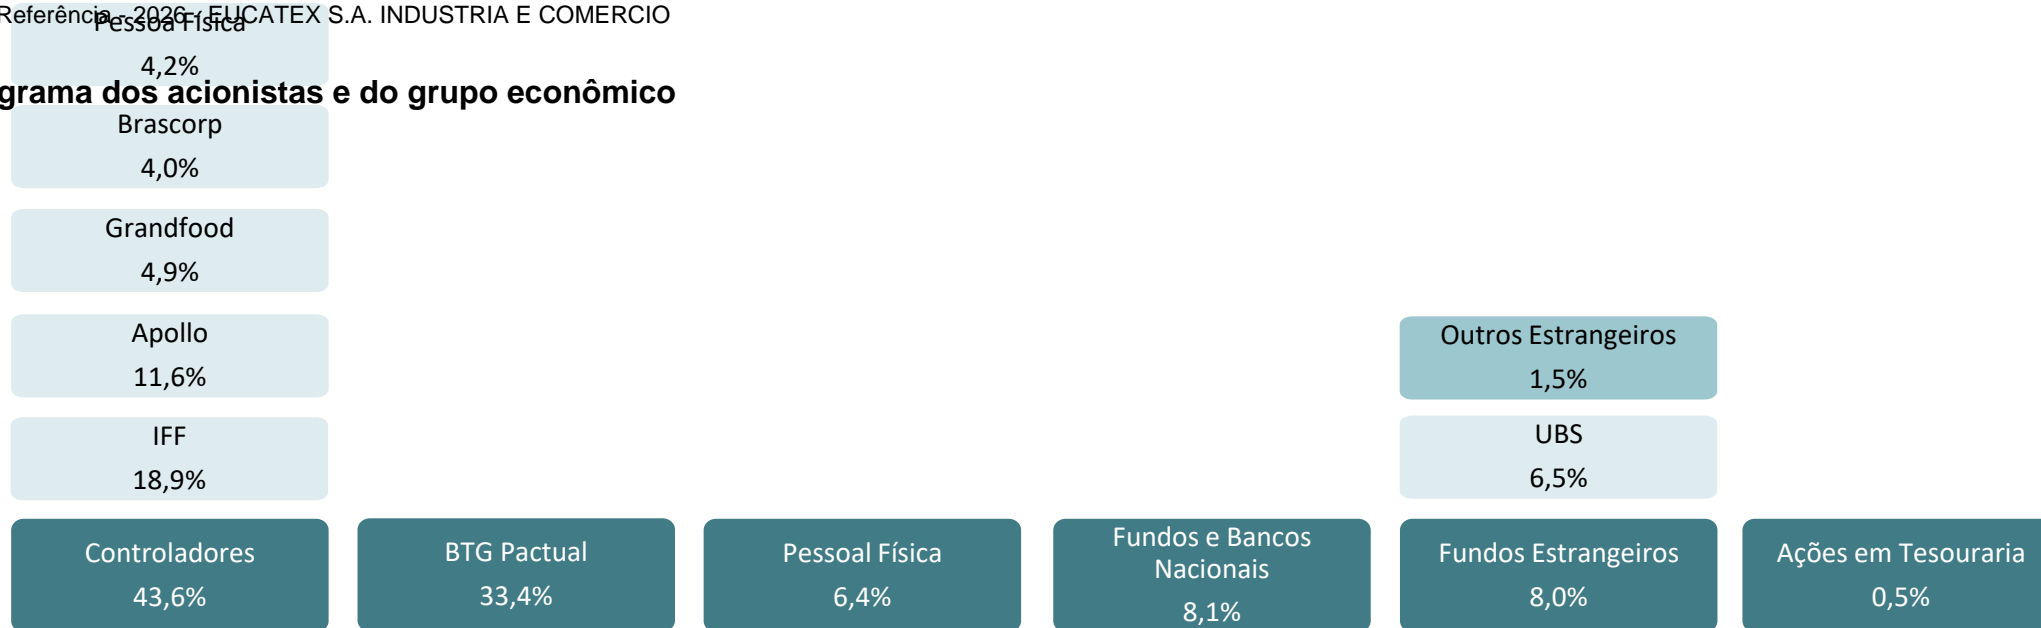 Referência - 2026 - EUCATEX S.A. INDUSTRIA E COMERCIO
Pessoa Física
4,2%
grama dos acionistas e do grupo econômico
Brascorp
4,0%
Grandfood
4,9%
Apollo
11,6%
IFF
18,9%
Outros Estrangeiros
1,5%
UBS
6,5%
Controladores
43,6%
BTG Pactual
33,4%
Pessoal Física
6,4%
Fundos e Bancos
Nacionais
8,1%
Fundos Estrangeiros
8,0%
Ações em Tesouraria
0,5%